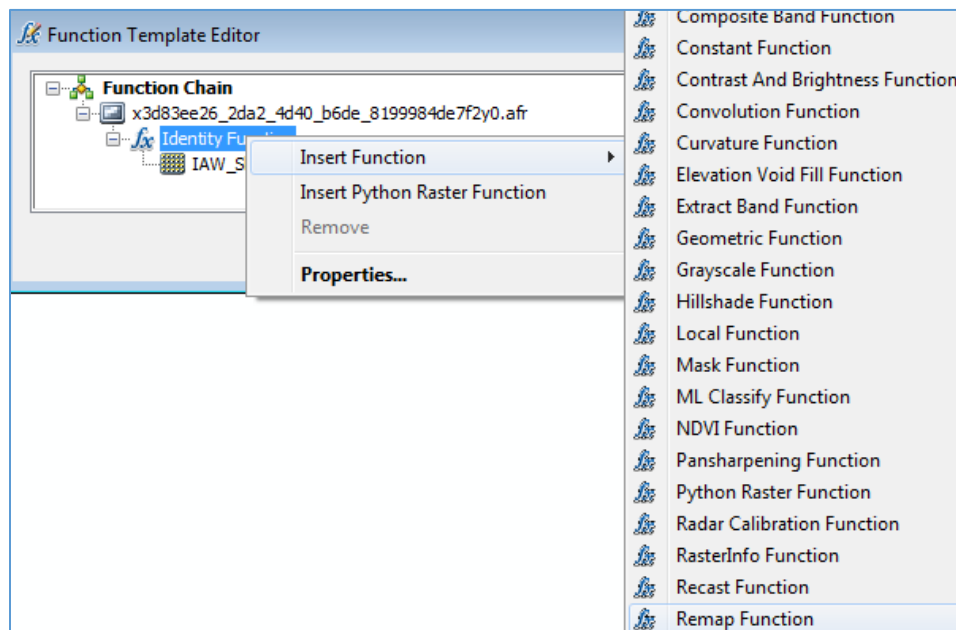 Function Template Editor
Function Chain
x3d83ee26_2da2_4d40_b6de_8199984de7f2y0.afr
Identity Fu
IAW_S
Insert Function
Insert Python Raster Function
Remove
Properties...
Composite Band Function
Constant Function
Contrast And Brightness Function
Convolution Function
Curvature Function
Elevation Void Fill Function
Extract Band Function
Geometric Function
Grayscale Function
Hillshade Function
Local Function
Mask Function
ML Classify Function
NDVI Function
Pansharpening Function
Python Raster Function
Radar Calibration Function
RasterInfo Function
Recast Function
Remap Function